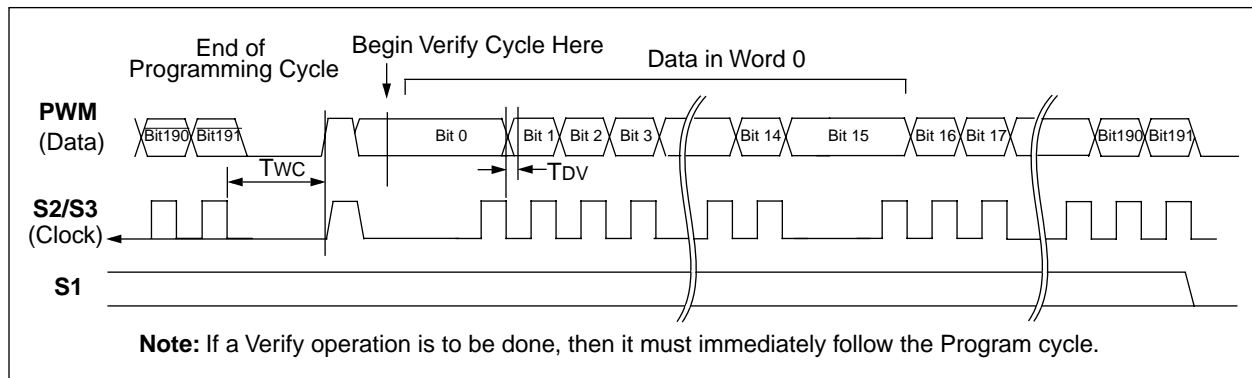 End of
Programming Cycle
Begin Verify Cycle Here
Data in Word 0
PWM
(Data)
Bit190 Bit191 Bit 0 Bit 1 Bit 2 Bit 3 Bit 14 Bit 15 Bit 16 Bit 17 Bit190 Bit191
TWC
TDV
S2/S3
(Clock)
S1
Note: If a Verify operation is to be done, then it must immediately follow the Program cycle.